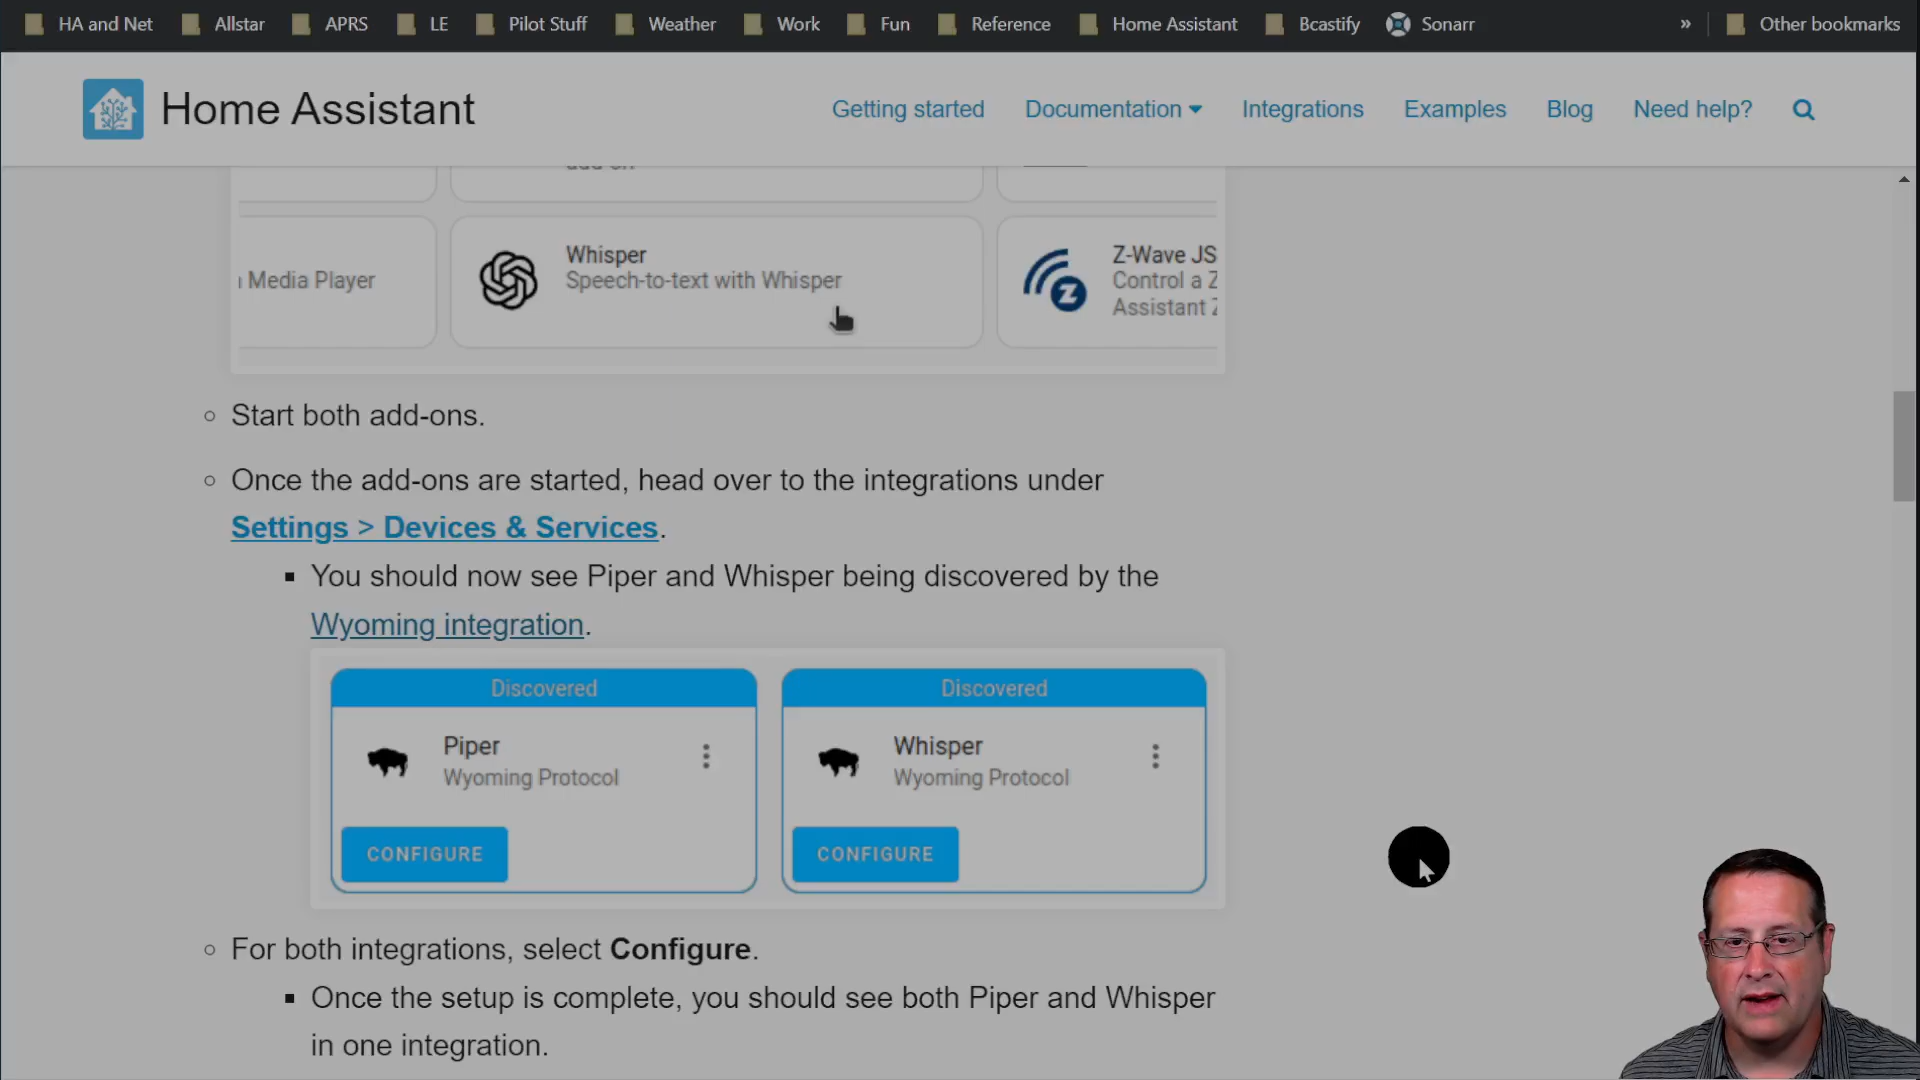 HA and Net Allstar APRS LE Pilot Stuff Weather Work Fun Reference Home Assistant Bcastify Sonarr » Other bookmarks
Home Assistant Getting started Documentation Integrations Examples Blog Need help?
Whisper
Speech-to-text with Whisper
Media Player
Z-Wave JS
Control a Z
Assistant Z
Start both add-ons.
Once the add-ons are started, head over to the integrations under
Settings > Devices & Services.
You should now see Piper and Whisper being discovered by the
Wyoming integration.
Discovered
Piper
Wyoming Protocol
CONFIGURE
Discovered
Whisper
Wyoming Protocol
CONFIGURE
For both integrations, select Configure.
Once the setup is complete, you should see both Piper and Whisper
in one integration.